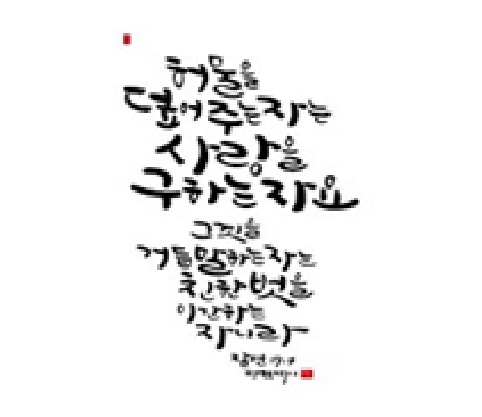 허물을
덮어주는자는
사랑을
구하는자요
그것을
거듭말하는자는
친한벗을
이간하는
자니라
잠언 17:9